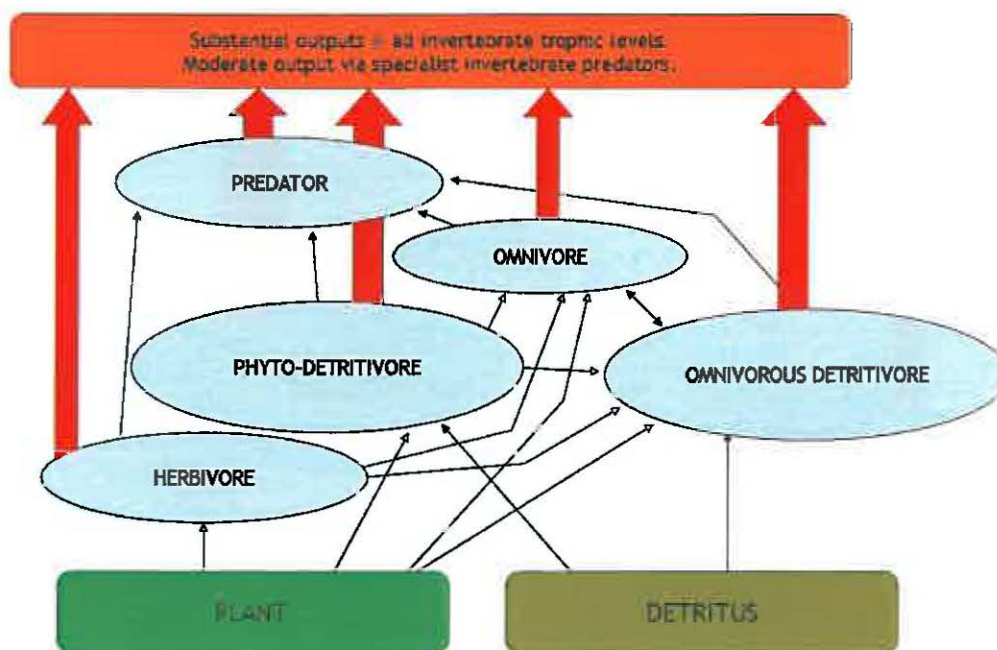 Substantial outputs all invertebrate trophic levels.
Moderate output via specialist invertebrate predators.
PREDATOR
OMNIVORE
PHYTO-DETRITIVORE
OMNIVOROUS DETRITIVORE
HERBIVORE
PLANT
DETRITUS